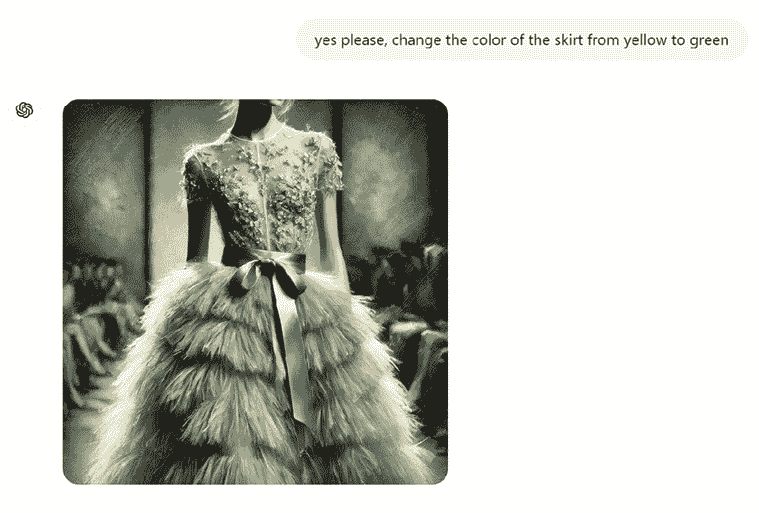 yes please, change the color of the skirt from yellow to green